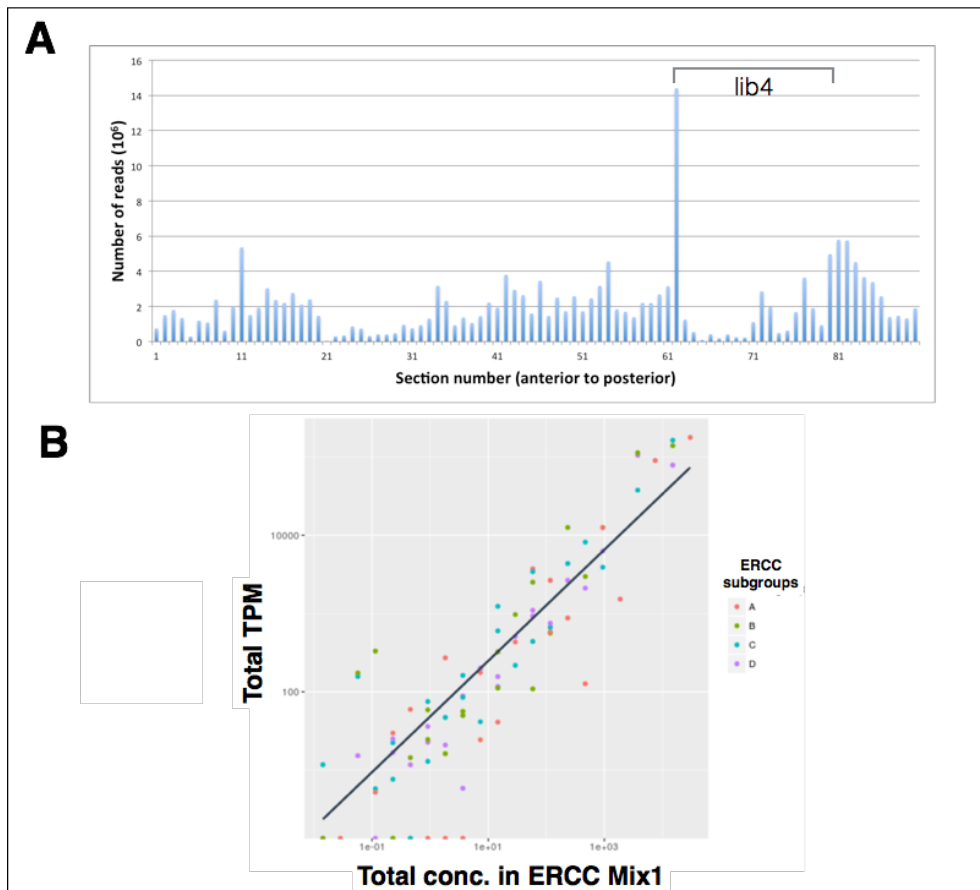 A
16
14
12
10
8
6
4
2
0
Number of reads (10⁶)
lib4
1 11 21 31 41 51 61 71 81
Section number (anterior to posterior)
B
10000
100
Total TPM
1e-01 1e+01 1e+03
Total conc. in ERCC Mix1
ERCC
subgroups
A
B
C
D